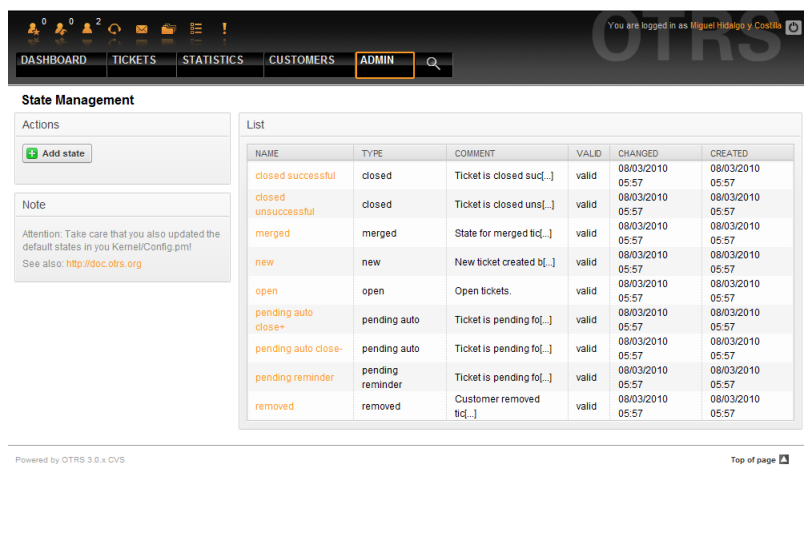 OTRS
0 0 2
You are logged in as Miguel Hidalgo y Costilla
DASHBOARD TICKETS STATISTICS CUSTOMERS ADMIN
State Management
Actions
Add state
Note
Attention: Take care that you also updated the
default states in you Kernel/Config.pm!
See also: http://doc.otrs.org
List
NAME TYPE COMMENT VALID CHANGED CREATED
closed successful closed Ticket is closed suc[...] valid 08/03/2010 08/03/2010
05:57 05:57
closed closed Ticket is closed uns[...] valid 08/03/2010 08/03/2010
unsuccessful 05:57 05:57
merged merged State for merged tic[...] valid 08/03/2010 08/03/2010
05:57 05:57
new new New ticket created b[...] valid 08/03/2010 08/03/2010
05:57 05:57
open open Open tickets. valid 08/03/2010 08/03/2010
05:57 05:57
pending auto pending auto Ticket is pending fo[...] valid 08/03/2010 08/03/2010
close+ 05:57 05:57
pending auto close- pending auto Ticket is pending fo[...] valid 08/03/2010 08/03/2010
05:57 05:57
pending reminder pending Ticket is pending fo[...] valid 08/03/2010 08/03/2010
reminder 05:57 05:57
removed removed Customer removed valid 08/03/2010 08/03/2010
tic[...] 05:57 05:57
Powered by OTRS 3.0.x CVS
Top of page